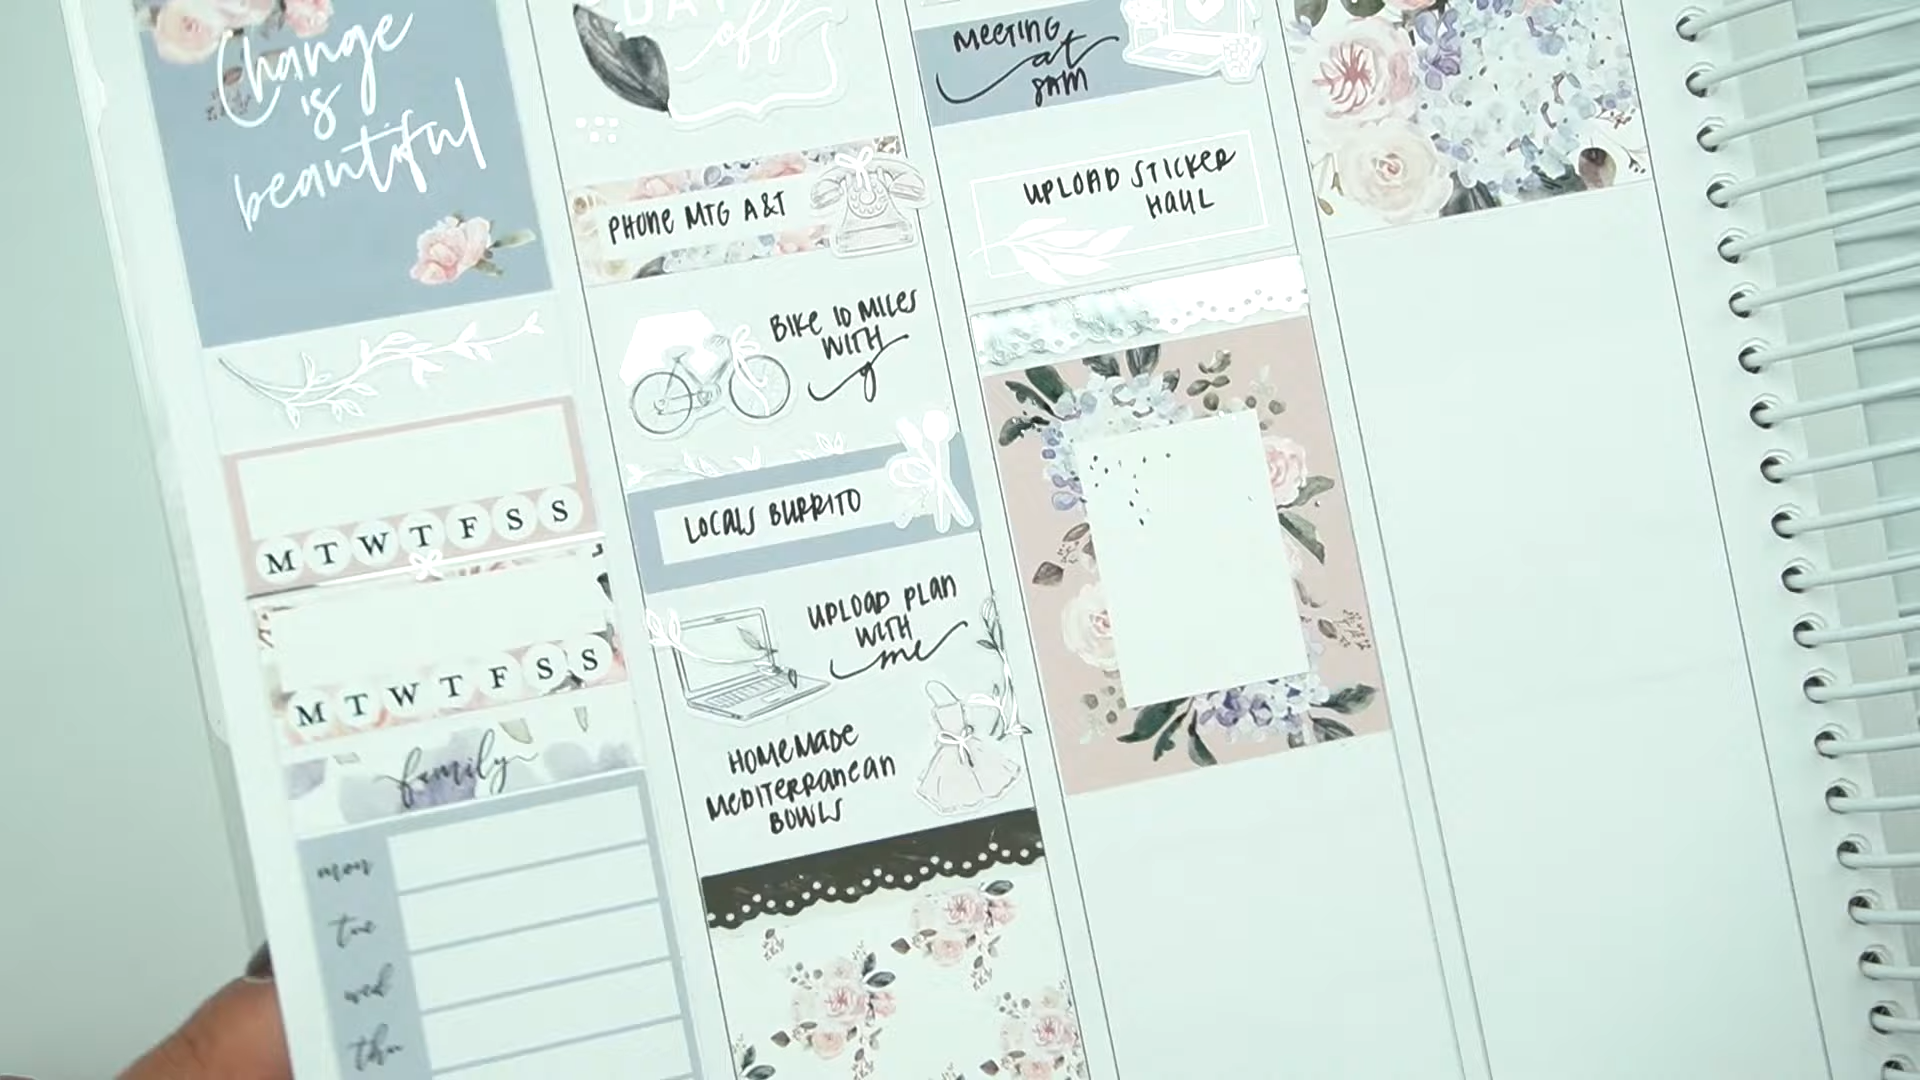 Change
is
beautiful
M T W T F S S
M T W T F S S
family
mon
tue
wed
thu
off
PHONE MTG A&T
BIKE 10 MILES
WITH
g
LOCALS BURRITO
UPLOAD PLAN
WITH
me
HOMEMADE
MEDITERRANEAN
BOWLS
MEETING
at
8AM
UPLOAD STICKER
HAUL